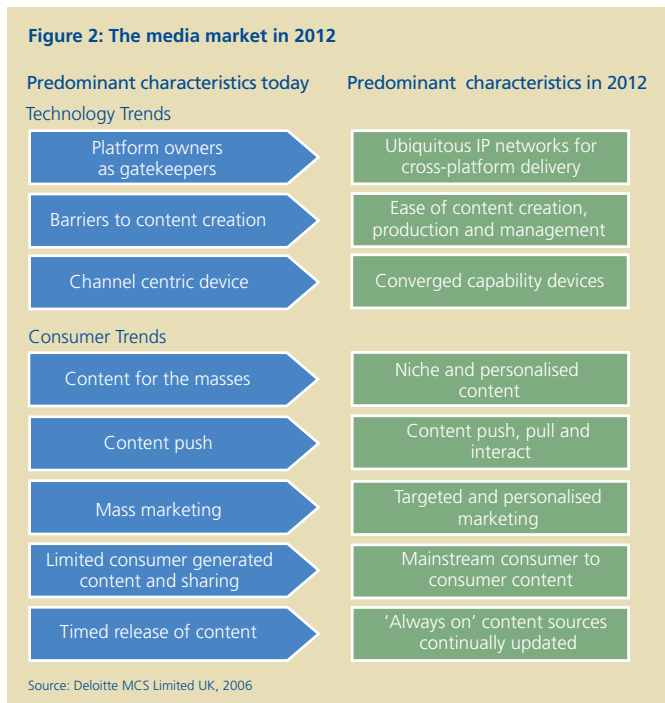 Figure 2: The media market in 2012
Predominant characteristics today
Predominant characteristics in 2012
Technology Trends
Platform owners
as gatekeepers
Ubiquitous IP networks for
cross-platform delivery
Barriers to content creation
Ease of content creation,
production and management
Channel centric device
Converged capability devices
Consumer Trends
Content for the masses
Niche and personalised
content
Content push
Content push, pull and
interact
Mass marketing
Targeted and personalised
marketing
Limited consumer generated
content and sharing
Mainstream consumer to
consumer content
Timed release of content
‘Always on’ content sources
continually updated
Source: Deloitte MCS Limited UK, 2006